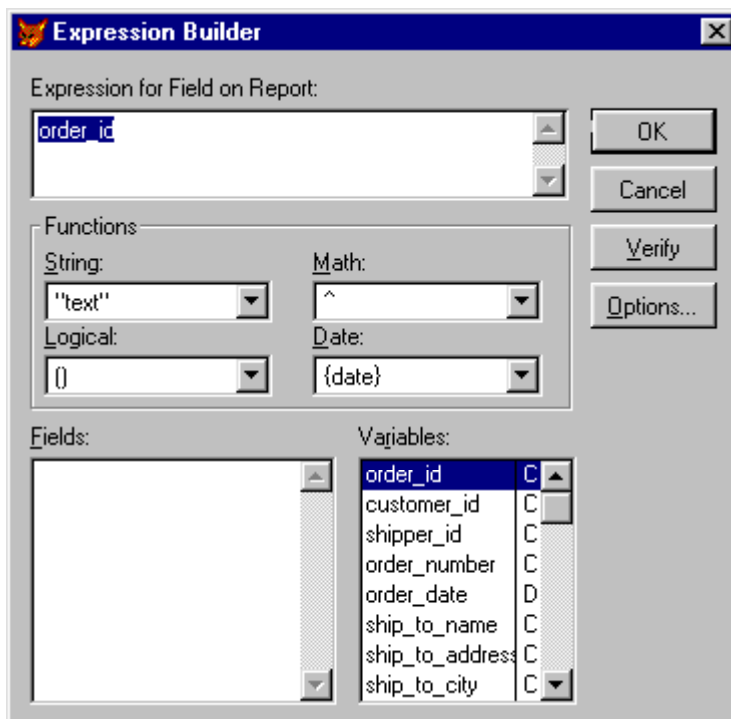 Expression Builder
Expression for Field on Report:
order_id
OK
Cancel
Verify
Options...
Functions
String:
Math:
"text"
^
Logical:
Date:
()
{date}
Fields:
Variables:
order_id C
customer_id C
shipper_id C
order_number C
order_date D
ship_to_name C
ship_to_address C
ship_to_city C